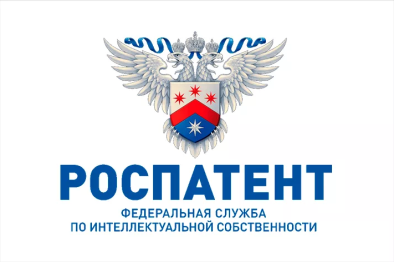 РОСПАТЕНТ
ФЕДЕРАЛЬНАЯ СЛУЖБА
ПО ИНТЕЛЛЕКТУАЛЬНОЙ СОБСТВЕННОСТИ